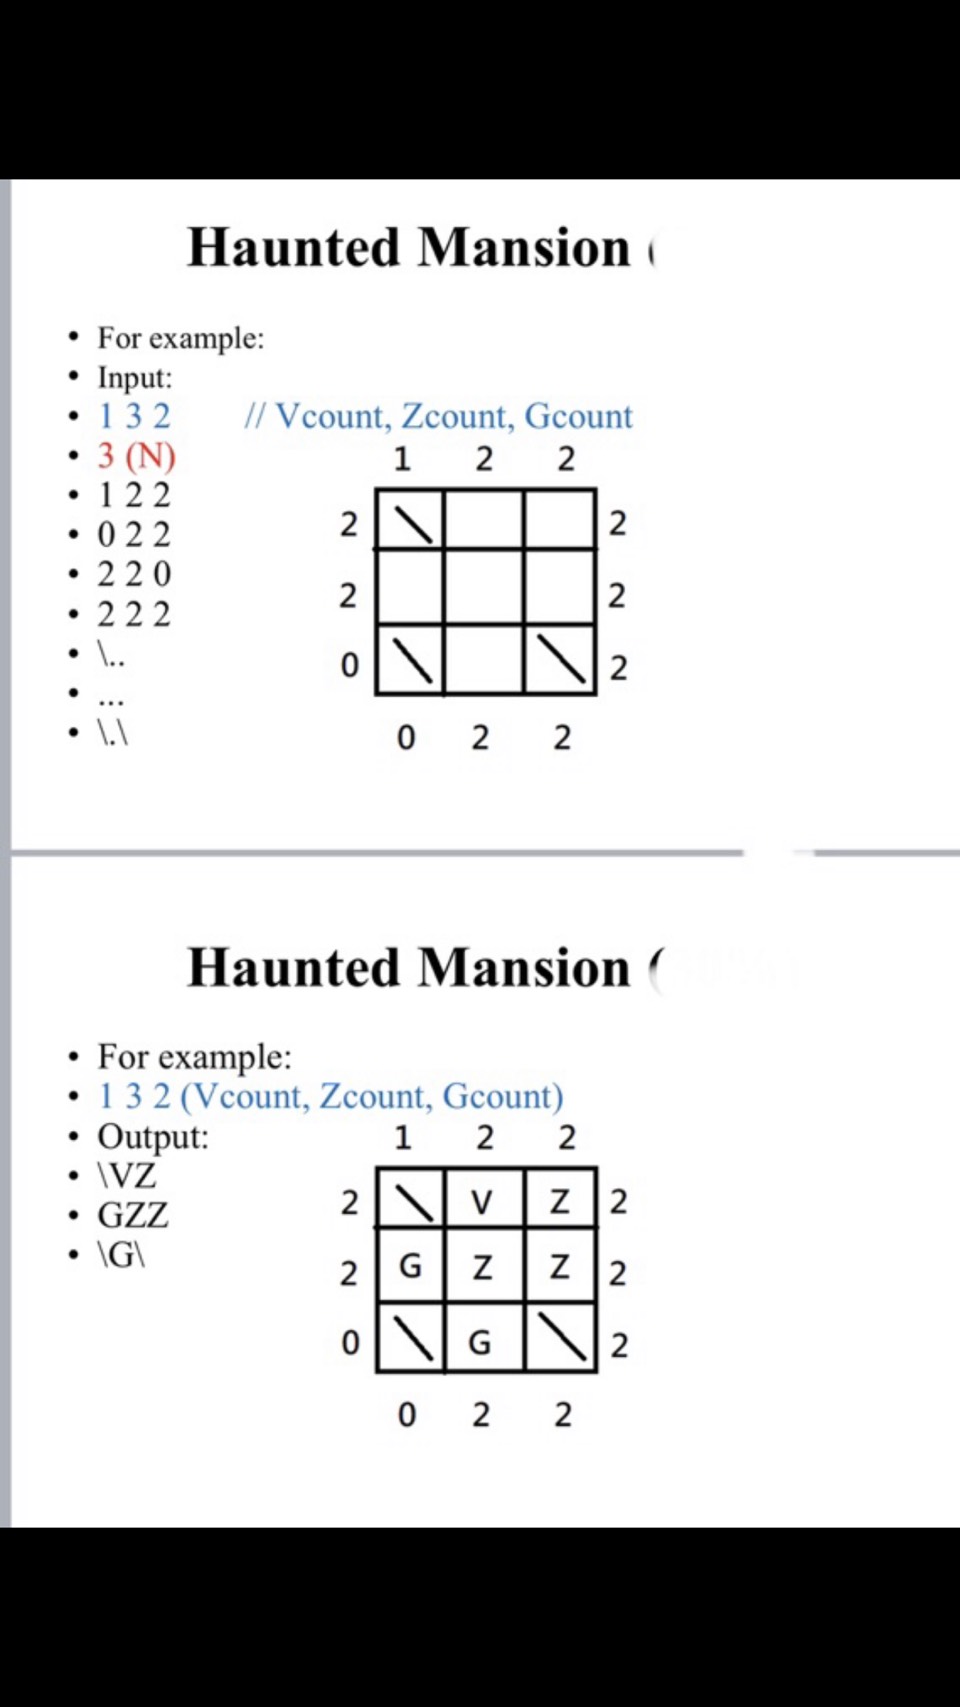 Haunted Mansion (
• For example:
• Input:
• 1 3 2 // Vcount, Zcount, Gcount
• 3 (N)
• 1 2 2
• 0 2 2
• 2 2 0
• 2 2 2
• \..
• ...
• \.\
1 2 2
2 \ 2
2 2
0 \ \ 2
0 2 2
Haunted Mansion (
• For example:
• 1 3 2 (Vcount, Zcount, Gcount)
• Output:
• \VZ
• GZZ
• \G\
1 2 2
2 \ V Z 2
2 G Z Z 2
0 \ G \ 2
0 2 2